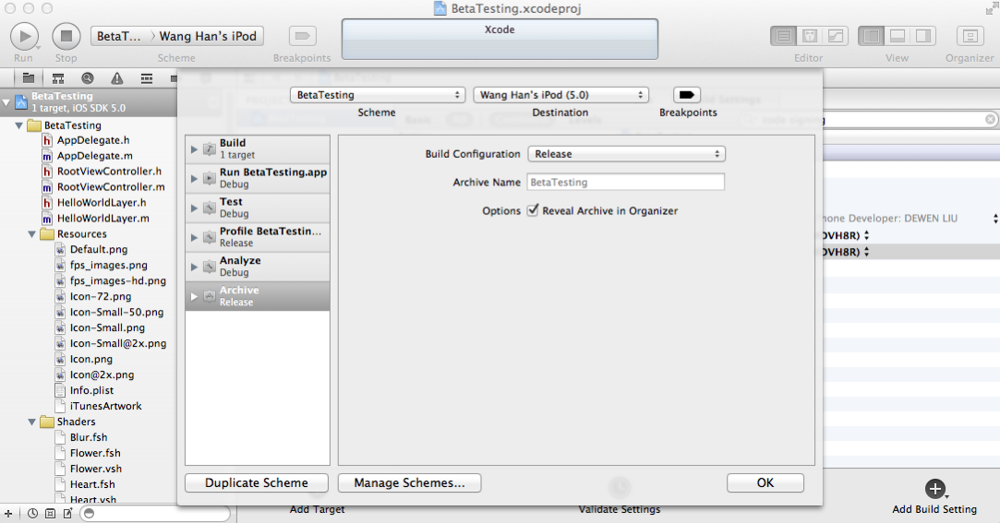 BetaTesting.xcodeproj
BetaT... Wang Han's iPod
Xcode
Run Stop Scheme Breakpoints Editor View Organizer
BetaTesting
1 target, iOS SDK 5.0
BetaTesting
AppDelegate.h
AppDelegate.m
RootViewController.h
RootViewController.m
HelloWorldLayer.h
HelloWorldLayer.m
Resources
Default.png
fps_images.png
fps_images-hd.png
Icon-72.png
Icon-Small-50.png
Icon-Small.png
Icon-Small@2x.png
Icon.png
Icon@2x.png
Info.plist
iTunesArtwork
Shaders
Blur.fsh
Flower.fsh
Flower.vsh
Heart.fsh
Heart.vsh
BetaTesting Wang Han's iPod (5.0)
Scheme Destination Breakpoints
Build
1 target
Run BetaTesting.app
Debug
Test
Debug
Profile BetaTestin...
Release
Analyze
Debug
Archive
Release
Build Configuration Release
Archive Name BetaTesting
Options Reveal Archive in Organizer
Duplicate Scheme Manage Schemes... OK
hone Developer: DEWEN LIU
OVH8R)
OVH8R)
Add Target Validate Settings Add Build Setting